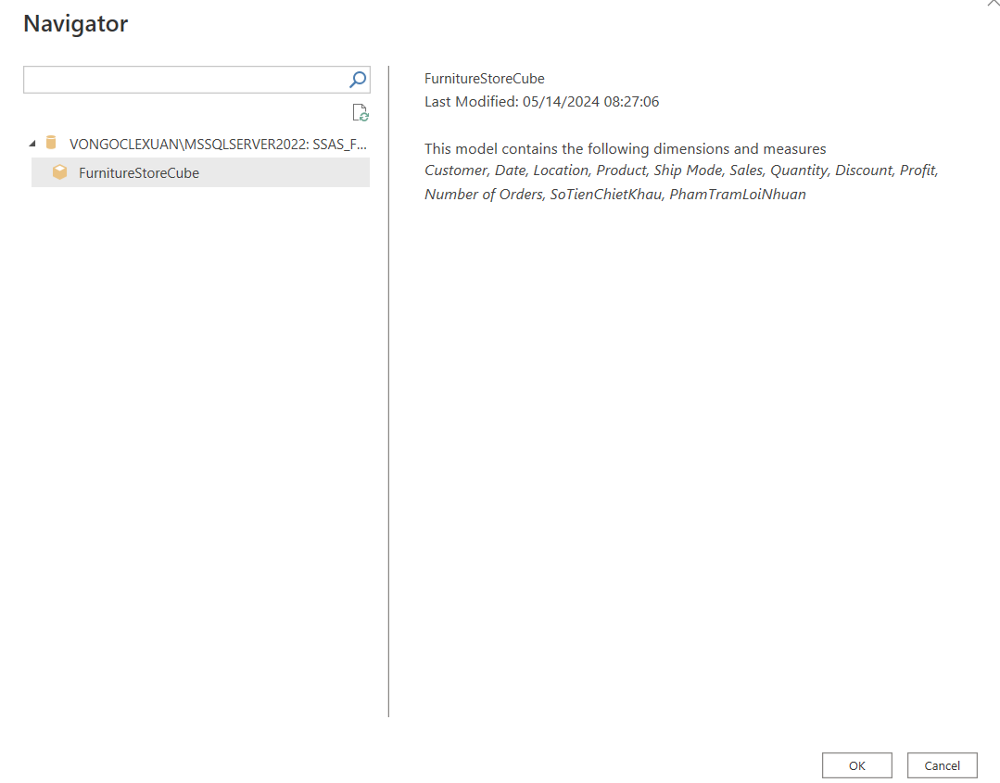 Navigator
VONGOCLEXUAN\MSSQLSERVER2022: SSAS_F...
FurnitureStoreCube
FurnitureStoreCube
Last Modified: 05/14/2024 08:27:06
This model contains the following dimensions and measures
Customer, Date, Location, Product, Ship Mode, Sales, Quantity, Discount, Profit,
Number of Orders, SoTienChietKhau, PhamTramLoiNhuan
OK
Cancel